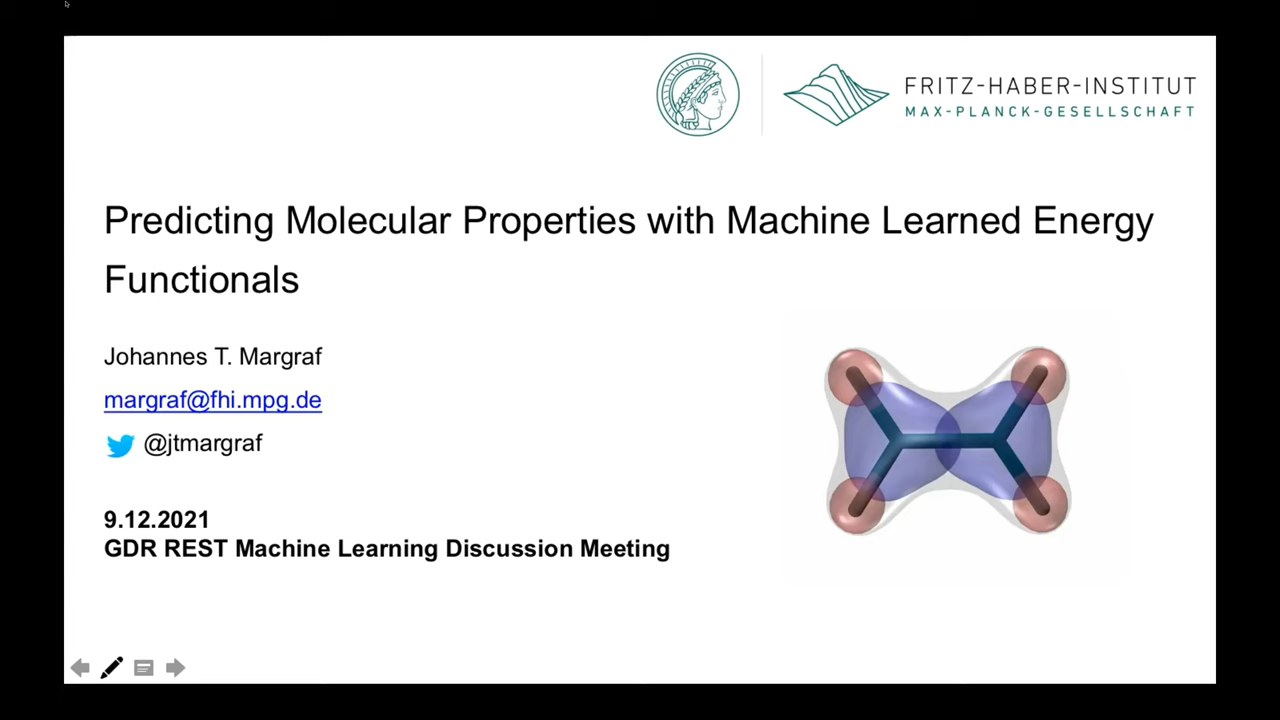 FRITZ-HABER-INSTITUT
MAX-PLANCK-GESELLSCHAFT
Predicting Molecular Properties with Machine Learned Energy
Functionals
Johannes T. Margraf
margraf@fhi.mpg.de
@jtmargraf
9.12.2021
GDR REST Machine Learning Discussion Meeting